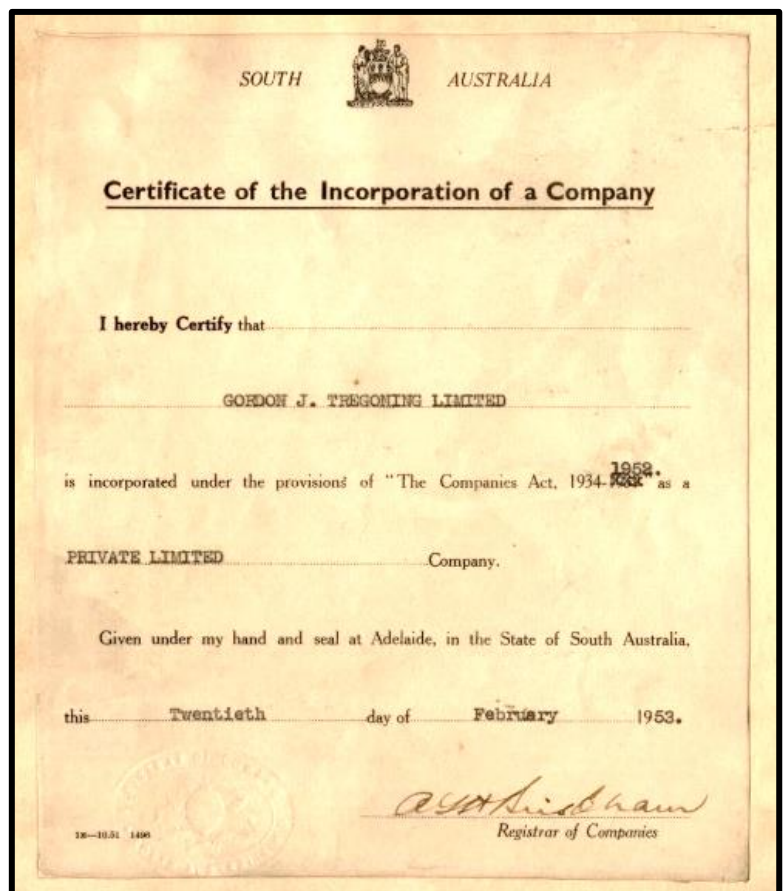 SOUTH AUSTRALIA
Certificate of the Incorporation of a Company
I hereby Certify that
GORDON J. TREGONING LIMITED
1952.
is incorporated under the provisions of "The Companies Act, 1934-" as a
PRIVATE LIMITED Company.
Given under my hand and seal at Adelaide, in the State of South Australia,
this Twentieth day of February 1953.
Registrar of Companies